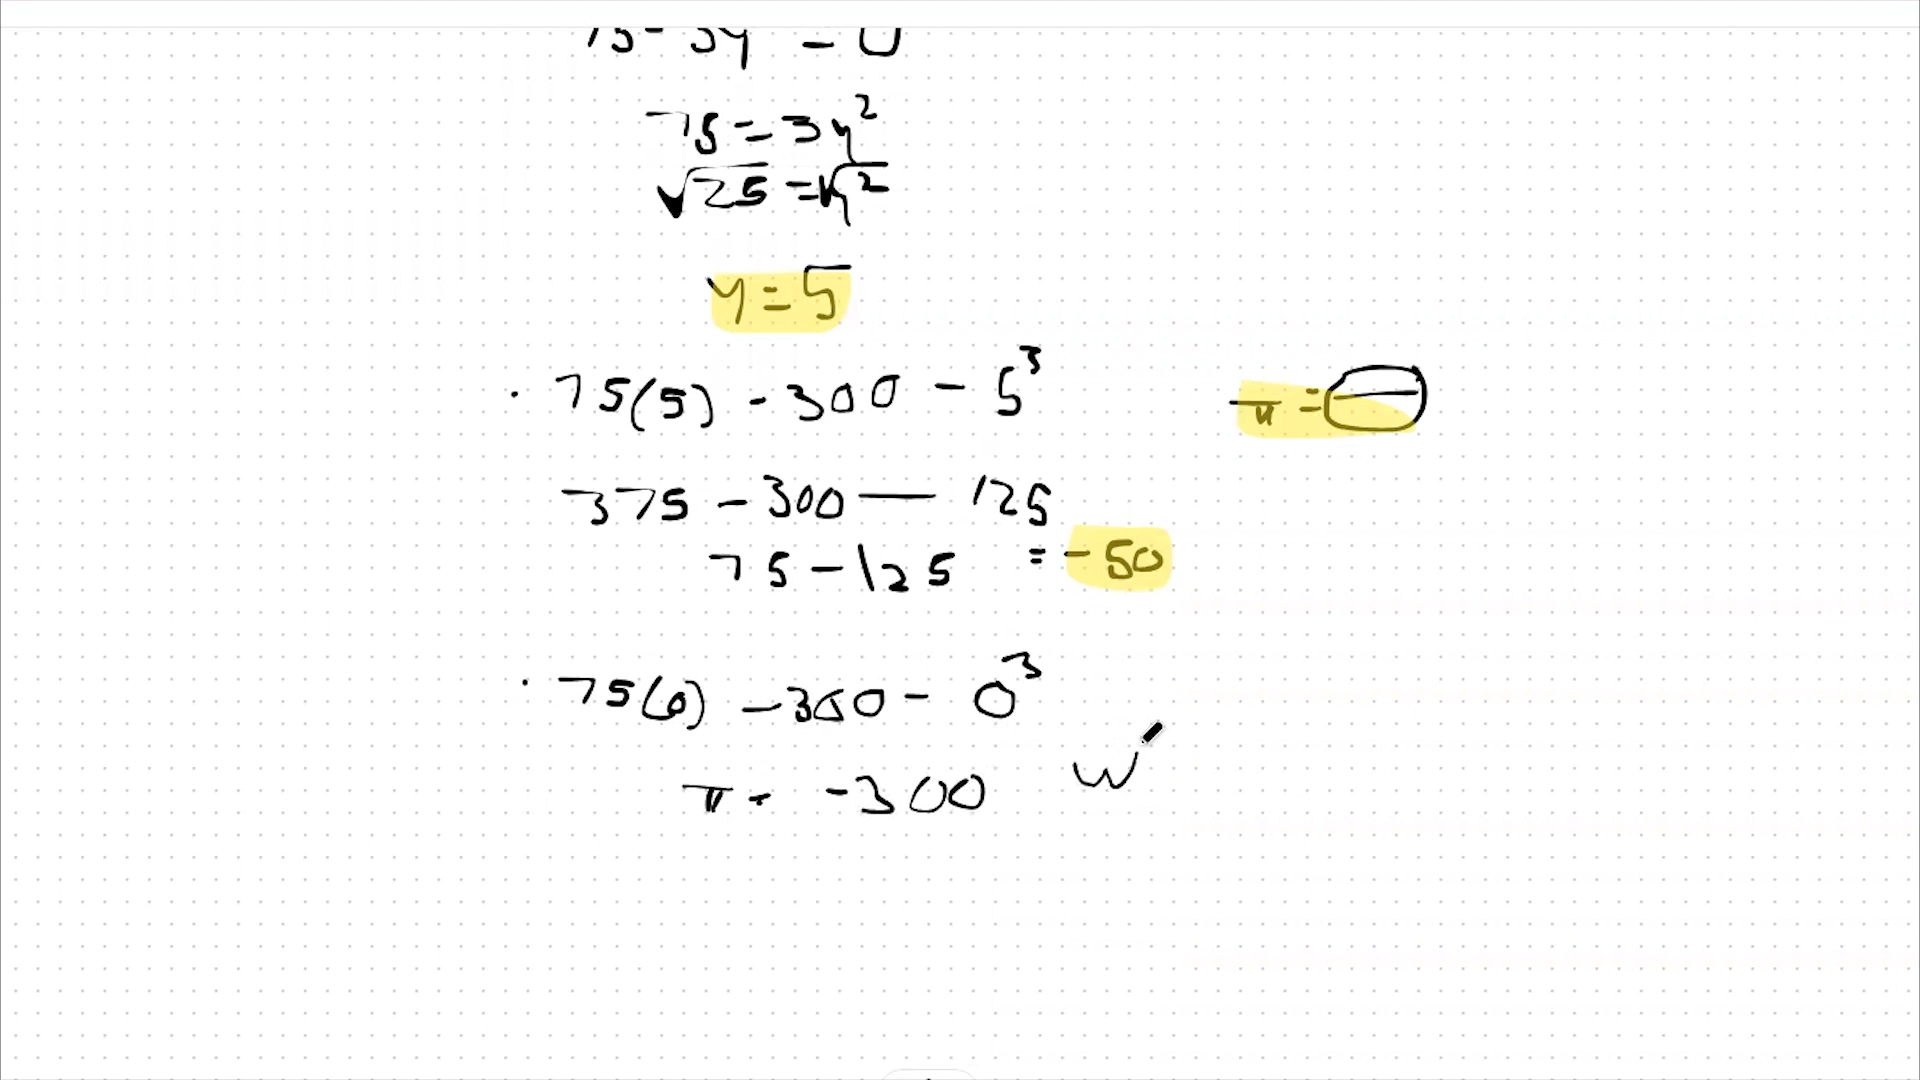 75 = 3y²
√25 = √y²
y = 5
· 75(5) - 300 - 5³
π =
375 - 300 — 125
75 - 125 = -50
· 75(0) - 300 - 0³
π = -300 W